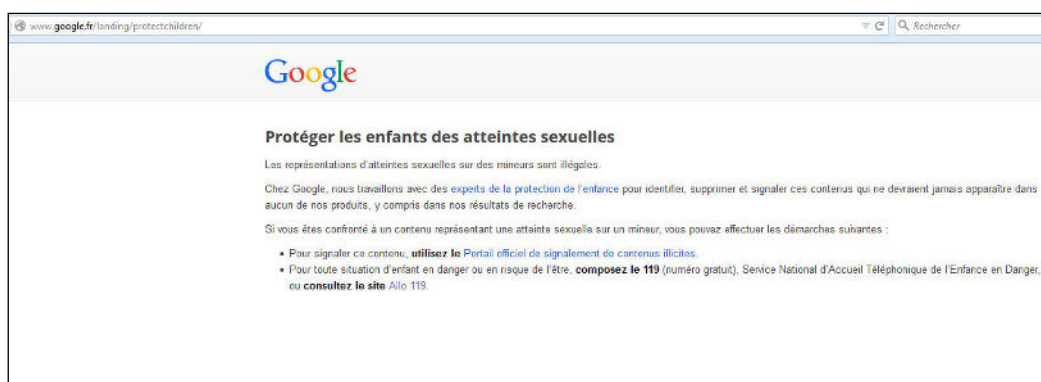 www.google.fr/landing/protectchildren/
Rechercher
Google
Protéger les enfants des atteintes sexuelles
Les représentations d'atteintes sexuelles sur des mineurs sont illégales.
Chez Google, nous travaillons avec des experts de la protection de l'enfance pour identifier, supprimer et signaler ces contenus qui ne devraient jamais apparaître dans
aucun de nos produits, y compris dans nos résultats de recherche.
Si vous êtes confronté à un contenu représentant une atteinte sexuelle sur un mineur, vous pouvez effectuer les démarches suivantes :
• Pour signaler ce contenu, utilisez le Portail officiel de signalement de contenus illicites.
• Pour toute situation d'enfant en danger ou en risque de l'être, composez le 119 (numéro gratuit), Service National d'Accueil Téléphonique de l'Enfance en Danger,
ou consultez le site Allo 119.